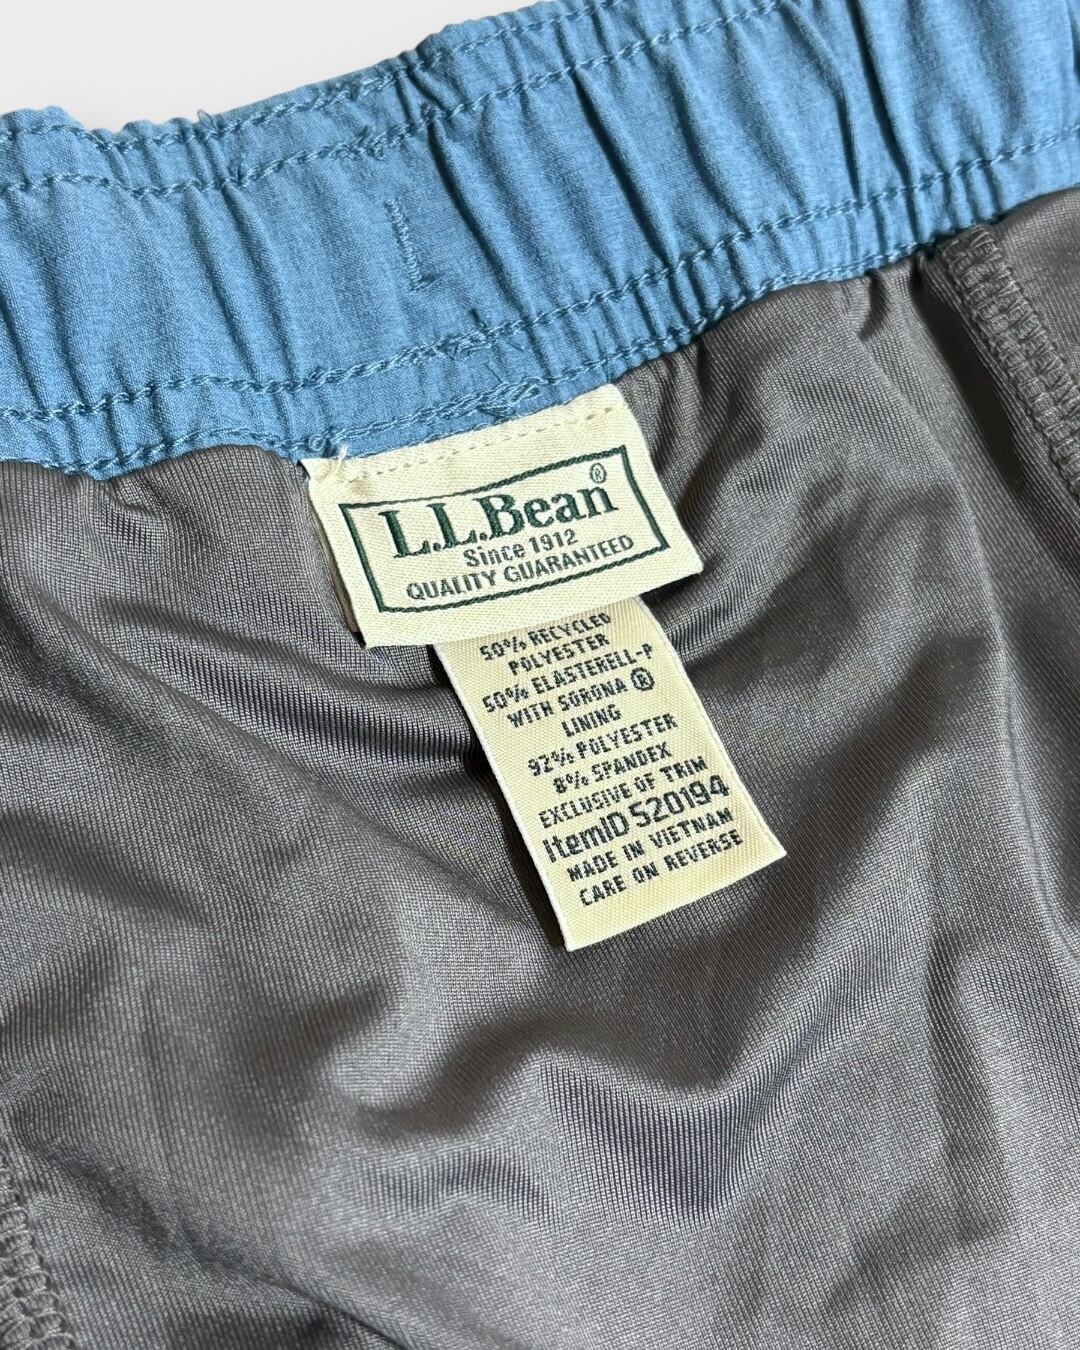 L.L.Bean®
Since 1912
QUALITY GUARANTEED
50% RECYCLED
POLYESTER
50% ELASTERELL-P
WITH SORONA ®
LINING
92% POLYESTER
8% SPANDEX
EXCLUSIVE OF TRIM
ItemID 520194
MADE IN VIETNAM
CARE ON REVERSE